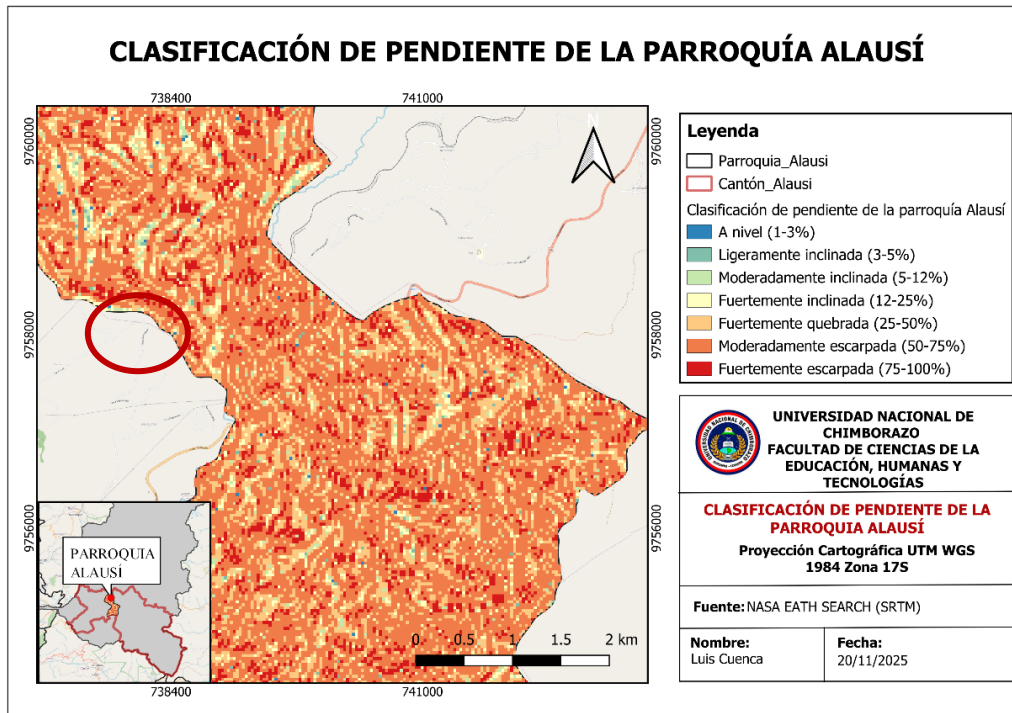 CLASIFICACIÓN DE PENDIENTE DE LA PARROQUÍA ALAUSÍ
738400
741000
9760000
9760000
N
9758000
9758000
9756000
9756000
PARROQUIA
ALAUSÍ
0
0.5
1
1.5
2 km
738400
741000
Leyenda
Parroquia_Alausi
Cantón_Alausi
Clasificación de pendiente de la parroquía Alausí
A nivel (1-3%)
Ligeramente inclinada (3-5%)
Moderadamente inclinada (5-12%)
Fuertemente inclinada (12-25%)
Fuertemente quebrada (25-50%)
Moderadamente escarpada (50-75%)
Fuertemente escarpada (75-100%)
UNIVERSIDAD NACIONAL DE
CHIMBORAZO
FACULTAD DE CIENCIAS DE LA
EDUCACIÓN, HUMANAS Y
TECNOLOGÍAS
CLASIFICACIÓN DE PENDIENTE DE LA
PARROQUIA ALAUSÍ
Proyección Cartográfica UTM WGS
1984 Zona 17S
Fuente: NASA EATH SEARCH (SRTM)
Nombre:
Luis Cuenca
Fecha:
20/11/2025